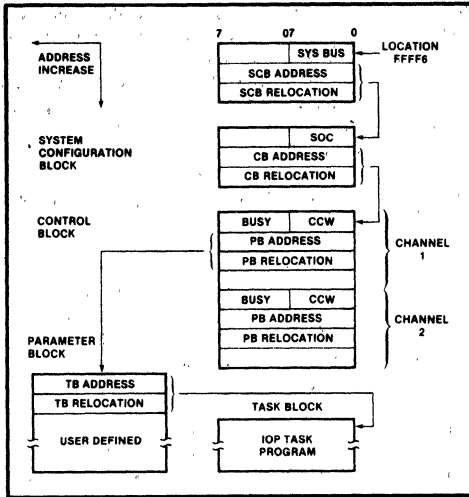 7 07 0
ADDRESS
INCREASE
SYS BUS
LOCATION
FFFF6
SCB ADDRESS
SCB RELOCATION
SYSTEM
CONFIGURATION
BLOCK
SOC
CB ADDRESS
CB RELOCATION
CONTROL
BLOCK
BUSY CCW
PB ADDRESS
PB RELOCATION
CHANNEL
1
BUSY CCW
PB ADDRESS
PB RELOCATION
CHANNEL
2
PARAMETER
BLOCK
TB ADDRESS
TB RELOCATION
USER DEFINED
TASK BLOCK
IOP TASK
PROGRAM